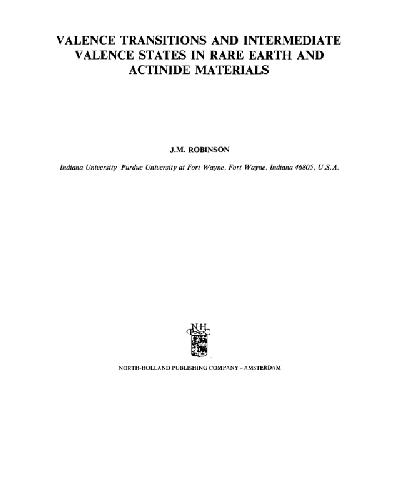 VALENCE TRANSITIONS AND INTERMEDIATE
VALENCE STATES IN RARE EARTH AND
ACTINIDE MATERIALS
J.M. ROBINSON
Indiana University Purdue University at Fort Wayne, Fort Wayne, Indiana 46805, U.S.A.
N H
NORTH-HOLLAND PUBLISHING COMPANY – AMSTERDAM